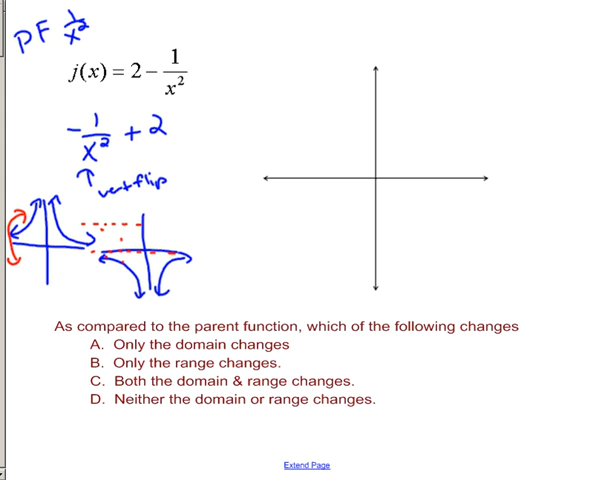 PF 1/x²
j(x) = 2 − 1/x²
-1/x² + 2
↑ vert flip
As compared to the parent function, which of the following changes
A. Only the domain changes
B. Only the range changes.
C. Both the domain & range changes.
D. Neither the domain or range changes.
Extend Page